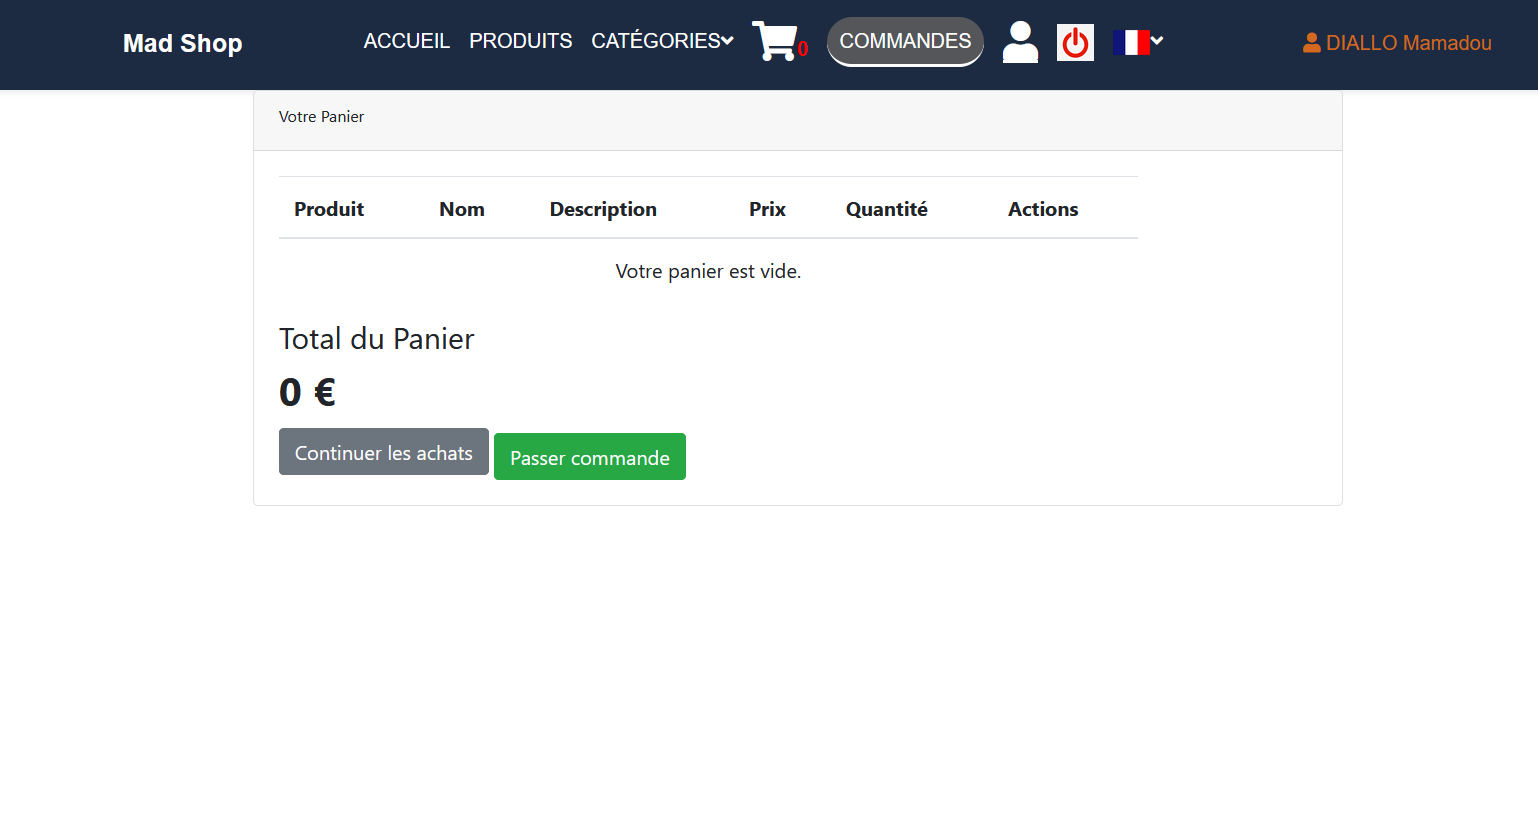 Mad Shop
ACCUEIL PRODUITS CATÉGORIES 0 COMMANDES DIALLO Mamadou
Votre Panier
Produit Nom Description Prix Quantité Actions
Votre panier est vide.
Total du Panier
0 €
Continuer les achats Passer commande